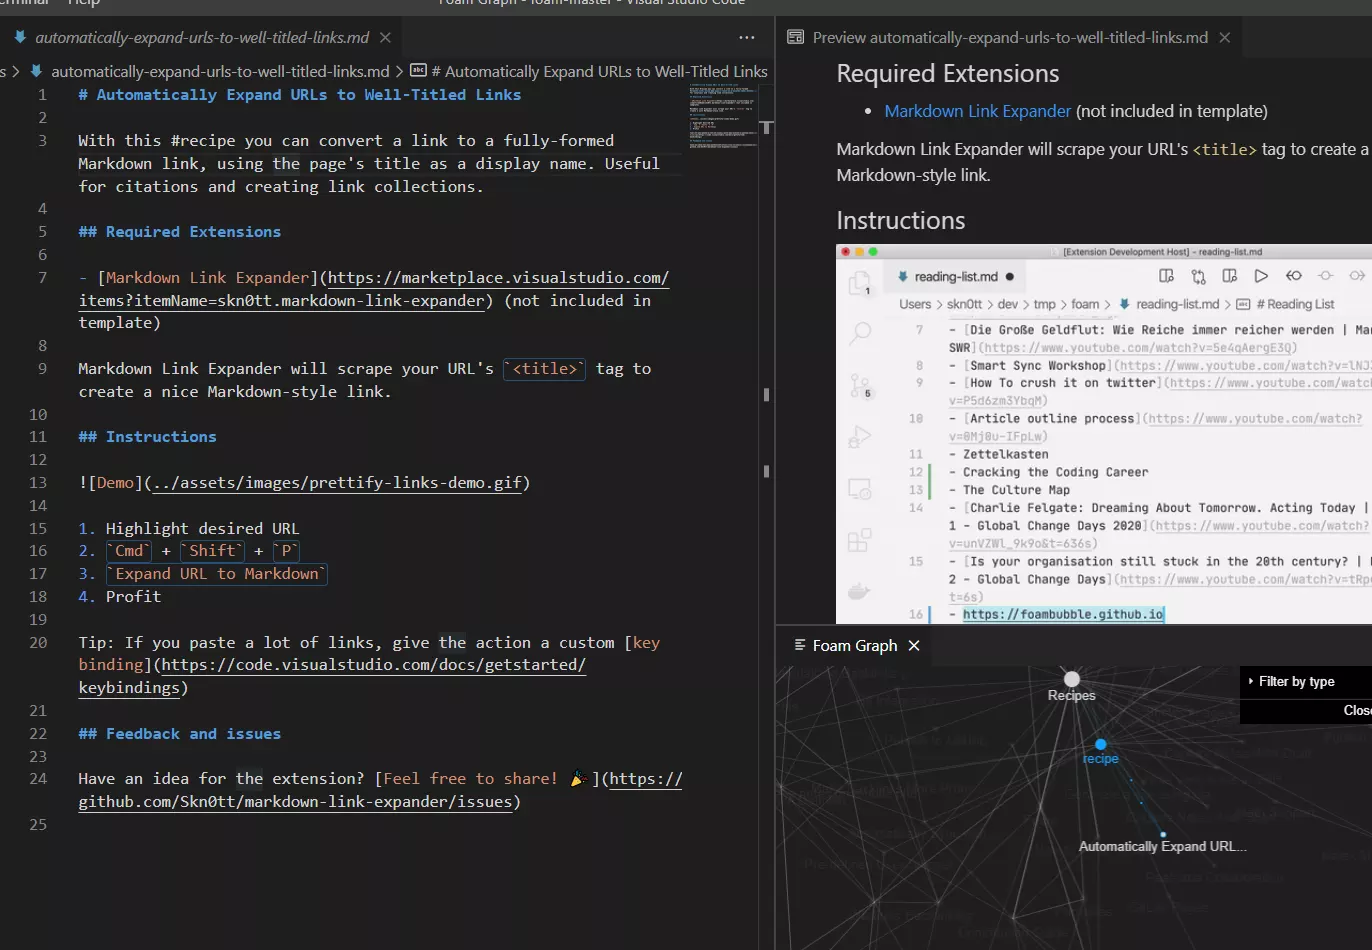 Terminal Help
Foam Graph - foam-master - Visual Studio Code
automatically-expand-urls-to-well-titled-links.md
s > automatically-expand-urls-to-well-titled-links.md > # Automatically Expand URLs to Well-Titled Links
1 # Automatically Expand URLs to Well-Titled Links
2
3 With this #recipe you can convert a link to a fully-formed
Markdown link, using the page's title as a display name. Useful
for citations and creating link collections.
4
5 ## Required Extensions
6
7 - [Markdown Link Expander](https://marketplace.visualstudio.com/
items?itemName=skn0tt.markdown-link-expander) (not included in
template)
8
9 Markdown Link Expander will scrape your URL's `<title>` tag to
create a nice Markdown-style link.
10
11 ## Instructions
12
13 ![Demo](../assets/images/prettify-links-demo.gif)
14
15 1. Highlight desired URL
16 2. `Cmd` + `Shift` + `P`
17 3. `Expand URL to Markdown`
18 4. Profit
19
20 Tip: If you paste a lot of links, give the action a custom [key
binding](https://code.visualstudio.com/docs/getstarted/
keybindings)
21
22 ## Feedback and issues
23
24 Have an idea for the extension? [Feel free to share! 🎉](https://
github.com/Skn0tt/markdown-link-expander/issues)
25
Preview automatically-expand-urls-to-well-titled-links.md
Required Extensions
• Markdown Link Expander (not included in template)
Markdown Link Expander will scrape your URL's <title> tag to create a
Markdown-style link.
Instructions
[Extension Development Host] - reading-list.md
reading-list.md
Users > skn0tt > dev > tmp > foam > reading-list.md > # Reading List
1
5
7 - [Die Große Geldflut: Wie Reiche immer reicher werden |
SWR](https://www.youtube.com/watch?v=5e4qAergE3Q)
8 - [Smart Sync Workshop](https://www.youtube.com/watch?
9 - [How To crush it on twitter](https://www.youtube.com/watch?
v=P5d6zm3YbqM)
10 - [Article outline process](https://www.youtube.com/watch?
v=0Mj0u-IFpLw)
11 - Zettelkasten
12 - Cracking the Coding Career
13 - The Culture Map
14 - [Charlie Felgate: Dreaming About Tomorrow. Acting Today |
1 - Global Change Days 2020](https://www.youtube.com/watch?
v=unVZWl_9k9o&t=636s)
15 - [Is your organisation still stuck in the 20th century? |
2 - Global Change Days](https://www.youtube.com/watch?
t=6s)
16 - https://foambubble.github.io
Foam Graph
Filter by type
Recipes
recipe
Automatically Expand URL...